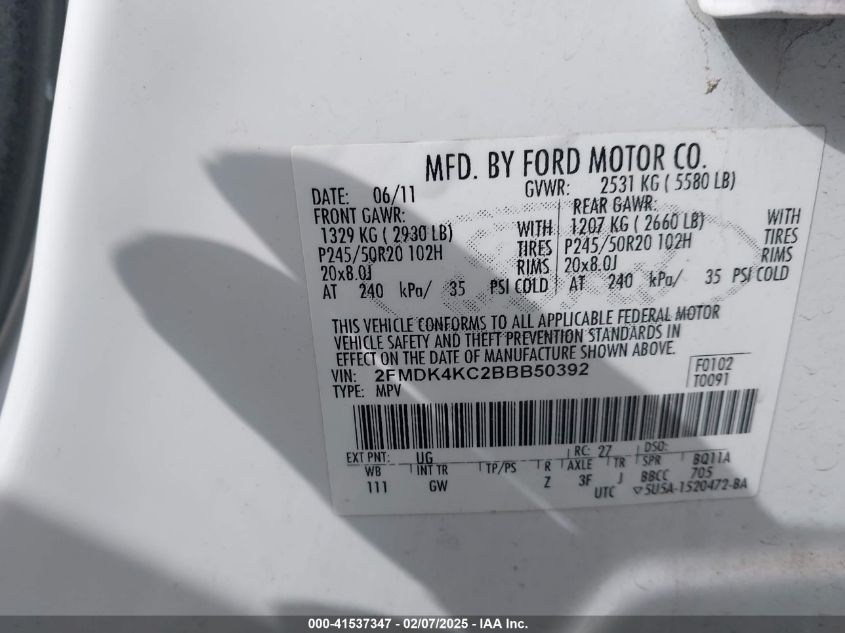 MFD. BY FORD MOTOR CO.
DATE: 06/11 GVWR: 2531 KG ( 5580 LB)
FRONT GAWR: REAR GAWR:
1329 KG ( 2930 LB) WITH 1207 KG ( 2660 LB) WITH
P245/50R20 102H TIRES P245/50R20 102H TIRES
20x8.0J RIMS 20x8.0J RIMS
AT 240 kPa/ 35 PSI COLD AT 240 kPa/ 35 PSI COLD
THIS VEHICLE CONFORMS TO ALL APPLICABLE FEDERAL MOTOR
VEHICLE SAFETY AND THEFT PREVENTION STANDARDS IN
EFFECT ON THE DATE OF MANUFACTURE SHOWN ABOVE.
VIN: 2FMDK4KC2BBB50392 F0102
TYPE: MPV T0091
EXT PNT: UG RC: 27 DSO:
WB INT TR TP/PS R AXLE TR SPR BQ11A
111 GW Z 3F J BBCC 705
UTC 5U5A-1520472-BA
000-41537347 - 02/07/2025 - IAA Inc.